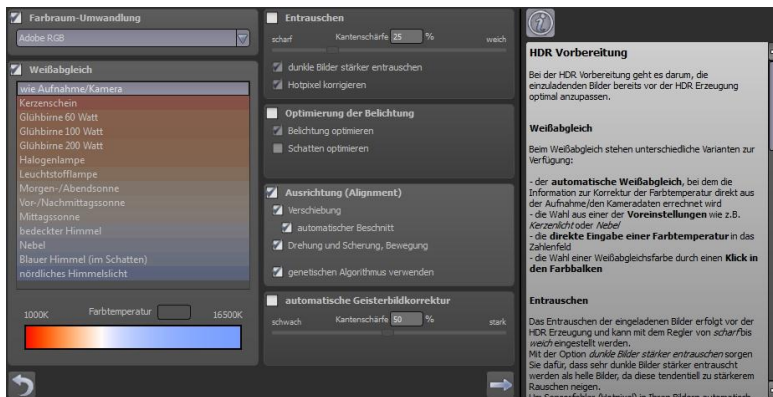 Farbraum-Umwandlung
Adobe RGB
Weißabgleich
wie Aufnahme/Kamera
Kerzenschein
Glühbirne 60 Watt
Glühbirne 100 Watt
Glühbirne 200 Watt
Halogenlampe
Leuchtstofflampe
Morgen-/Abendsonne
Vor-/Nachmittagssonne
Mittagssonne
bedeckter Himmel
Nebel
Blauer Himmel (im Schatten)
nördliches Himmelslicht
1000K Farbtemperatur 16500K
Entrauschen
scharf Kantenschärfe 25 % weich
dunkle Bilder stärker entrauschen
Hotpixel korrigieren
Optimierung der Belichtung
Belichtung optimieren
Schatten optimieren
Ausrichtung (Alignment)
Verschiebung
automatischer Beschnitt
Drehung und Scherung, Bewegung
genetischen Algorithmus verwenden
automatische Geisterbildkorrektur
schwach Kantenschärfe 50 % stark
HDR Vorbereitung
Bei der HDR Vorbereitung geht es darum, die
einzuladenden Bilder bereits vor der HDR Erzeugung
optimal anzupassen.
Weißabgleich
Beim Weißabgleich stehen unterschiedliche Varianten zur
Verfügung:
- der automatische Weißabgleich, bei dem die
Information zur Korrektur der Farbtemperatur direkt aus
der Aufnahme/den Kameradaten errechnet wird
- die Wahl aus einer der Voreinstellungen wie z.B.
Kerzenlicht oder Nebel
- die direkte Eingabe einer Farbtemperatur in das
Zahlenfeld
- die Wahl einer Weißabgleichsfarbe durch einen Klick in
den Farbbalken
Entrauschen
Das Entrauschen der eingeladenen Bilder erfolgt vor der
HDR Erzeugung und kann mit dem Regler von scharf bis
weich eingestellt werden.
Mit der Option dunkle Bilder stärker entrauschen sorgen
Sie dafür, dass sehr dunkle Bilder stärker entrauscht
werden als helle Bilder, da diese tendentiell zu stärkerem
Rauschen neigen.
Um Sensorfehler (Hotpixel) in Ihren Bildern automatisch